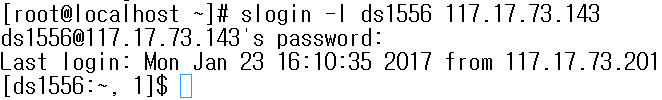 [root@localhost ~]# slogin -l ds1556 117.17.73.143
ds1556@117.17.73.143's password:
Last login: Mon Jan 23 16:10:35 2017 from 117.17.73.201
[ds1556:~, 1]$